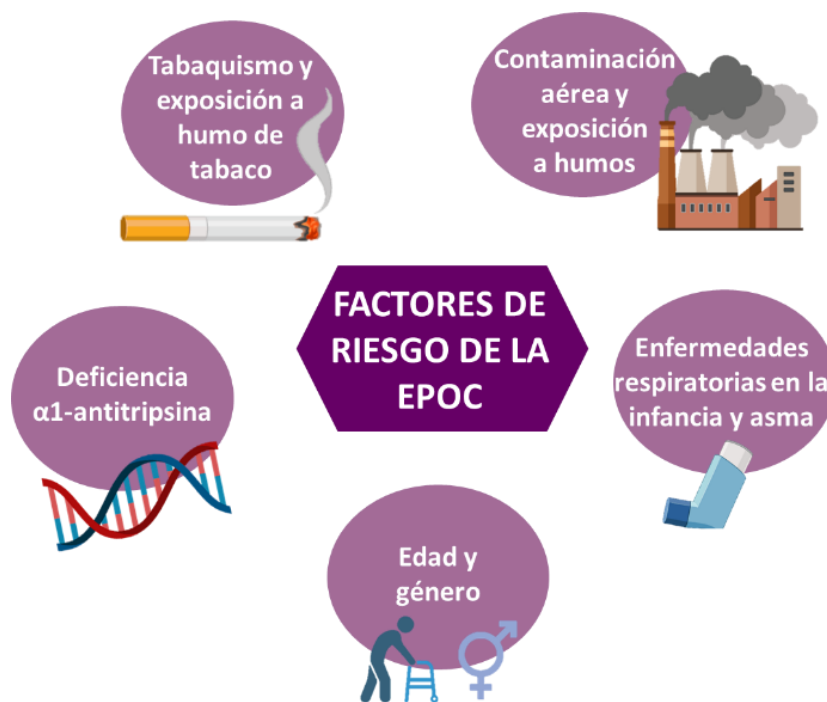 Tabaquismo y
exposición a
humo de
tabaco
Contaminación
aérea y
exposición
a humos
FACTORES DE
RIESGO DE LA
EPOC
Deficiencia
α1-antitripsina
Enfermedades
respiratorias en la
infancia y asma
Edad y
género